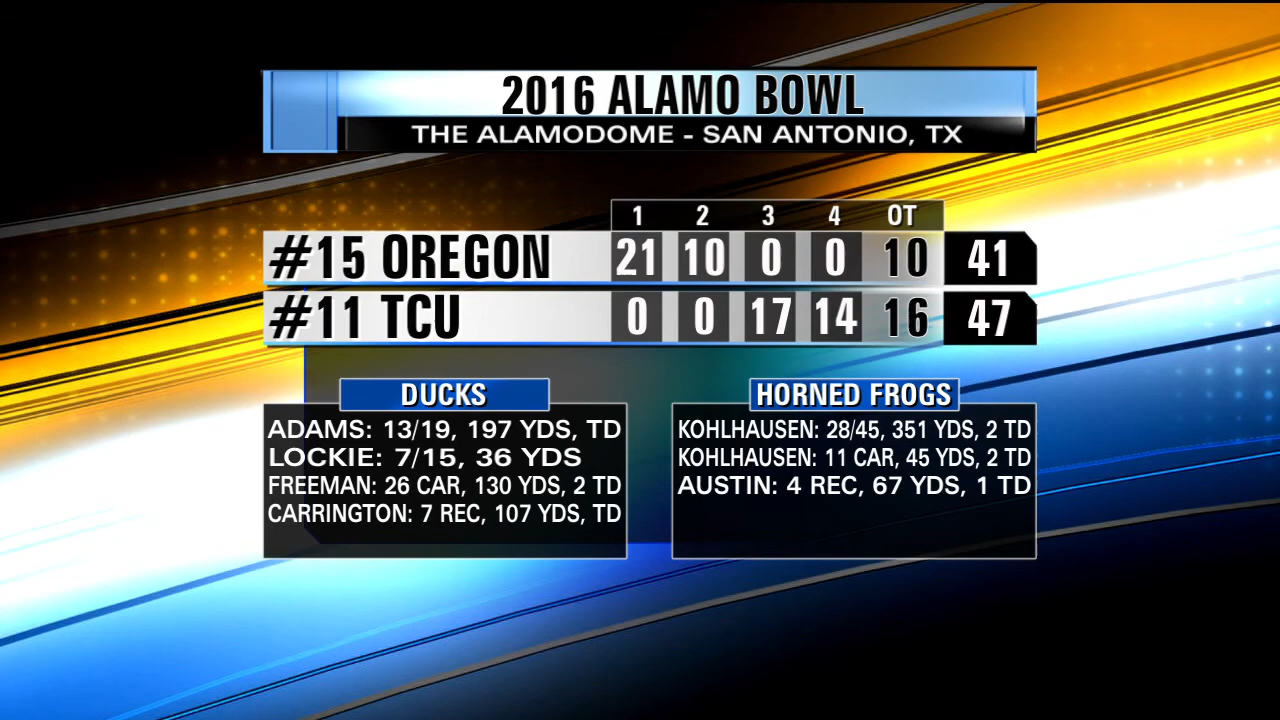 2016 ALAMO BOWL
THE ALAMODOME - SAN ANTONIO, TX
1 2 3 4 OT
#15 OREGON 21 10 0 0 10 41
#11 TCU 0 0 17 14 16 47
DUCKS
ADAMS: 13/19, 197 YDS, TD
LOCKIE: 7/15, 36 YDS
FREEMAN: 26 CAR, 130 YDS, 2 TD
CARRINGTON: 7 REC, 107 YDS, TD
HORNED FROGS
KOHLHAUSEN: 28/45, 351 YDS, 2 TD
KOHLHAUSEN: 11 CAR, 45 YDS, 2 TD
AUSTIN: 4 REC, 67 YDS, 1 TD